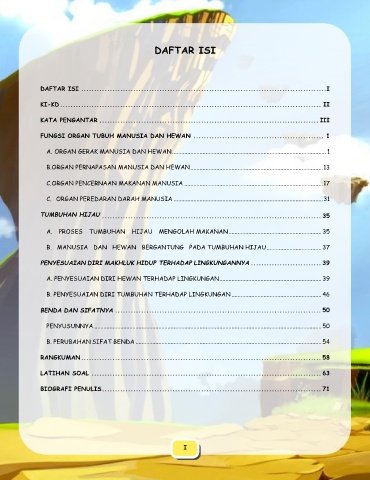 DAFTAR ISI
DAFTAR ISI ........ I
KI-KD ........ II
KATA PENGANTAR ........ III
FUNGSI ORGAN TUBUH MANUSIA DAN HEWAN ........ 1
A. ORGAN GERAK MANUSIA DAN HEWAN ........ 1
B.ORGAN PERNAPASAN MANUSIA DAN HEWAN ........ 13
C.ORGAN PENCERNAAN MAKANAN MANUSIA ........ 17
C. ORGAN PEREDARAN DARAH MANUSIA ........ 31
TUMBUHAN HIJAU ........ 35
A. PROSES TUMBUHAN HIJAU MENGOLAH MAKANAN ........ 35
B. MANUSIA DAN HEWAN BERGANTUNG PADA TUMBUHAN HIJAU ........ 37
PENYESUAIAN DIRI MAKHLUK HIDUP TERHADAP LINGKUNGANNYA ........ 39
A. PENYESUAIAN DIRI HEWAN TERHADAP LINGKUNGAN ........ 39
B. PENYESUAIAN DIRI TUMBUHAN TERHADAP LINGKUNGAN ........ 46
BENDA DAN SIFATNYA ........ 50
PENYUSUNNYA ........ 50
B. PERUBAHAN SIFAT BENDA ........ 54
RANGKUMAN ........ 58
LATIHAN SOAL ........ 63
BIOGRAFI PENULIS ........ 71
I